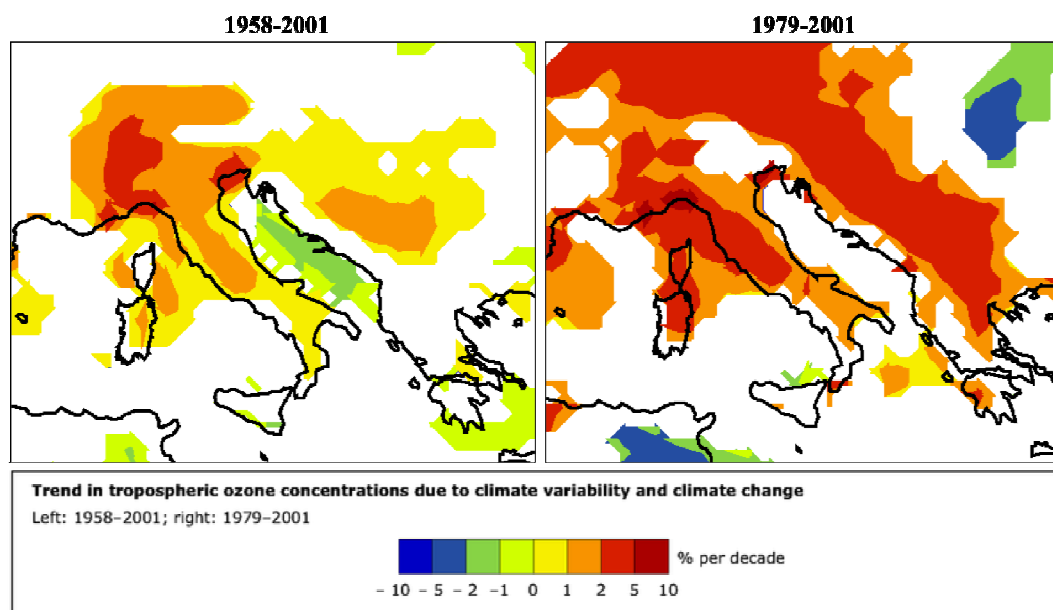 1958-2001
1979-2001
Trend in tropospheric ozone concentrations due to climate variability and climate change
Left: 1958–2001; right: 1979–2001
% per decade
– 10 – 5 – 2 –1 0 1 2 5 10